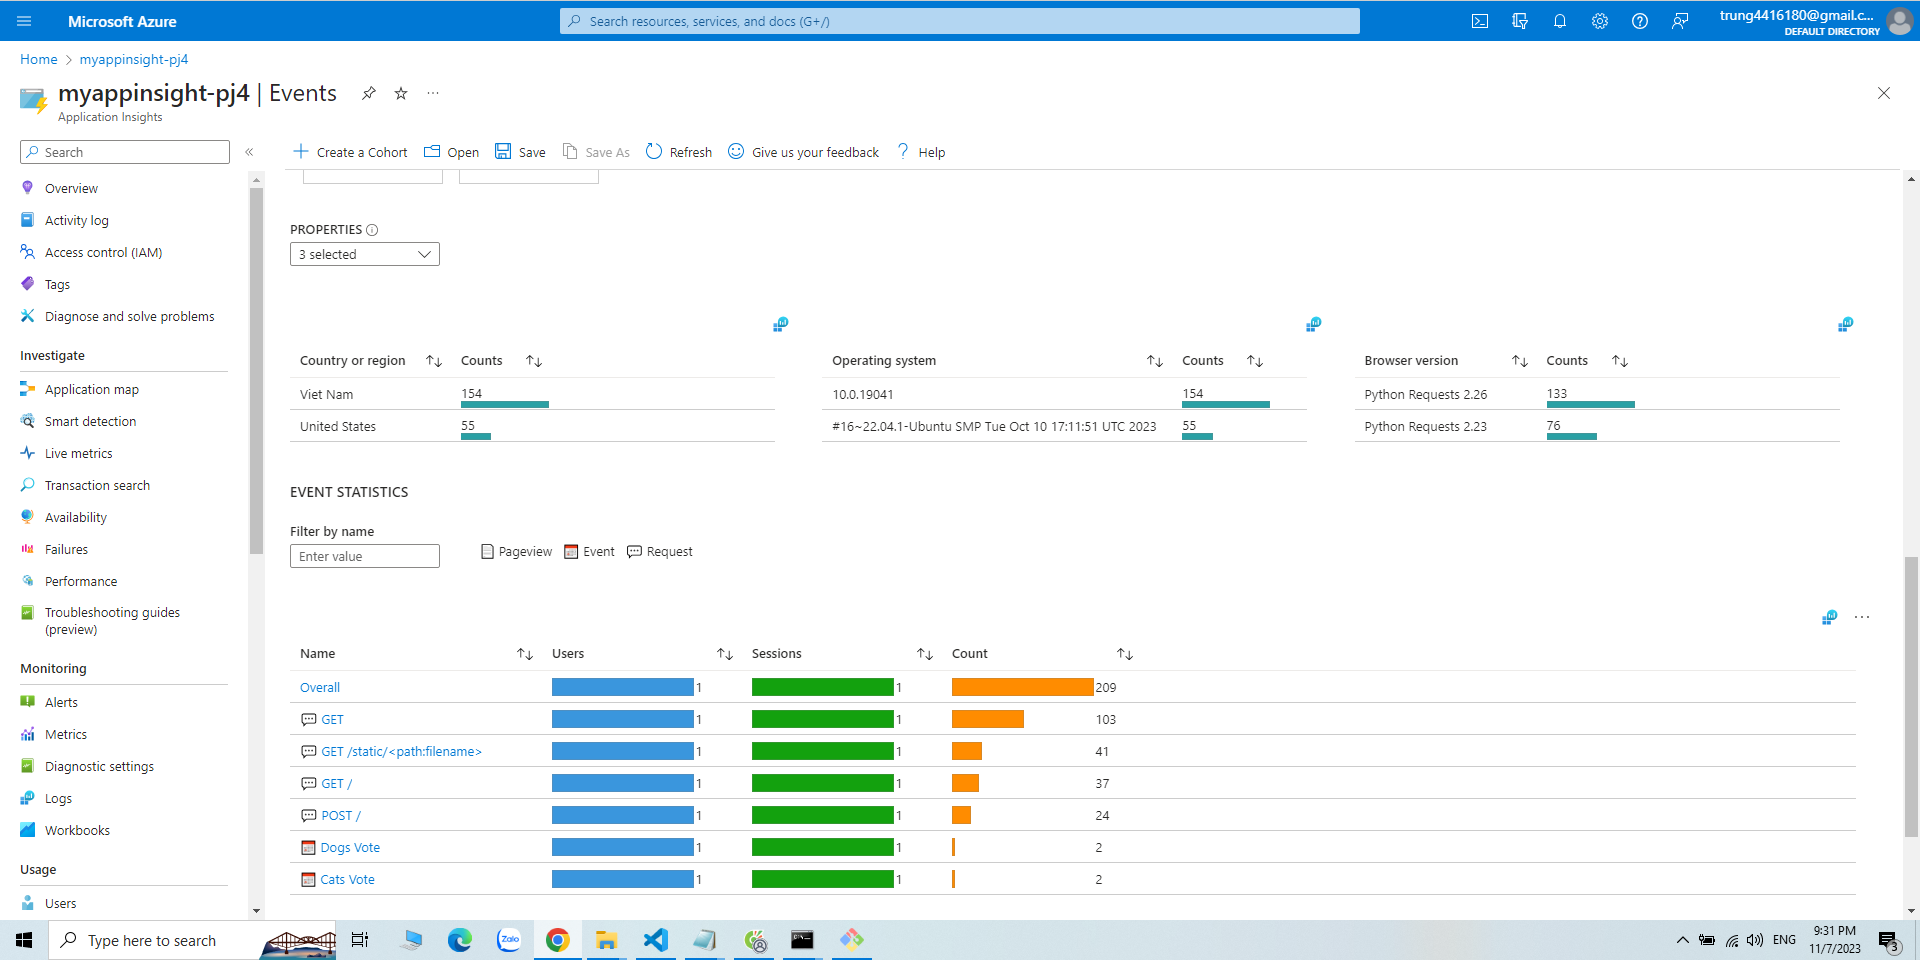 Microsoft Azure
Search resources, services, and docs (G+/)
trung4416180@gmail.c...
DEFAULT DIRECTORY
Home > myappinsight-pj4
myappinsight-pj4 | Events
Application Insights
Search
Create a Cohort Open Save Save As Refresh Give us your feedback Help
Overview
Activity log
Access control (IAM)
Tags
Diagnose and solve problems
Investigate
Application map
Smart detection
Live metrics
Transaction search
Availability
Failures
Performance
Troubleshooting guides
(preview)
Monitoring
Alerts
Metrics
Diagnostic settings
Logs
Workbooks
Usage
Users
PROPERTIES
3 selected
Country or region Counts
Viet Nam 154
United States 55
Operating system Counts
10.0.19041 154
#16~22.04.1-Ubuntu SMP Tue Oct 10 17:11:51 UTC 2023 55
Browser version Counts
Python Requests 2.26 133
Python Requests 2.23 76
EVENT STATISTICS
Filter by name
Enter value
Pageview Event Request
Name Users Sessions Count
Overall 1 1 209
GET 1 1 103
GET /static/<path:filename> 1 1 41
GET / 1 1 37
POST / 1 1 24
Dogs Vote 1 1 2
Cats Vote 1 1 2
Type here to search
Zalo
ENG
9:31 PM
11/7/2023
3